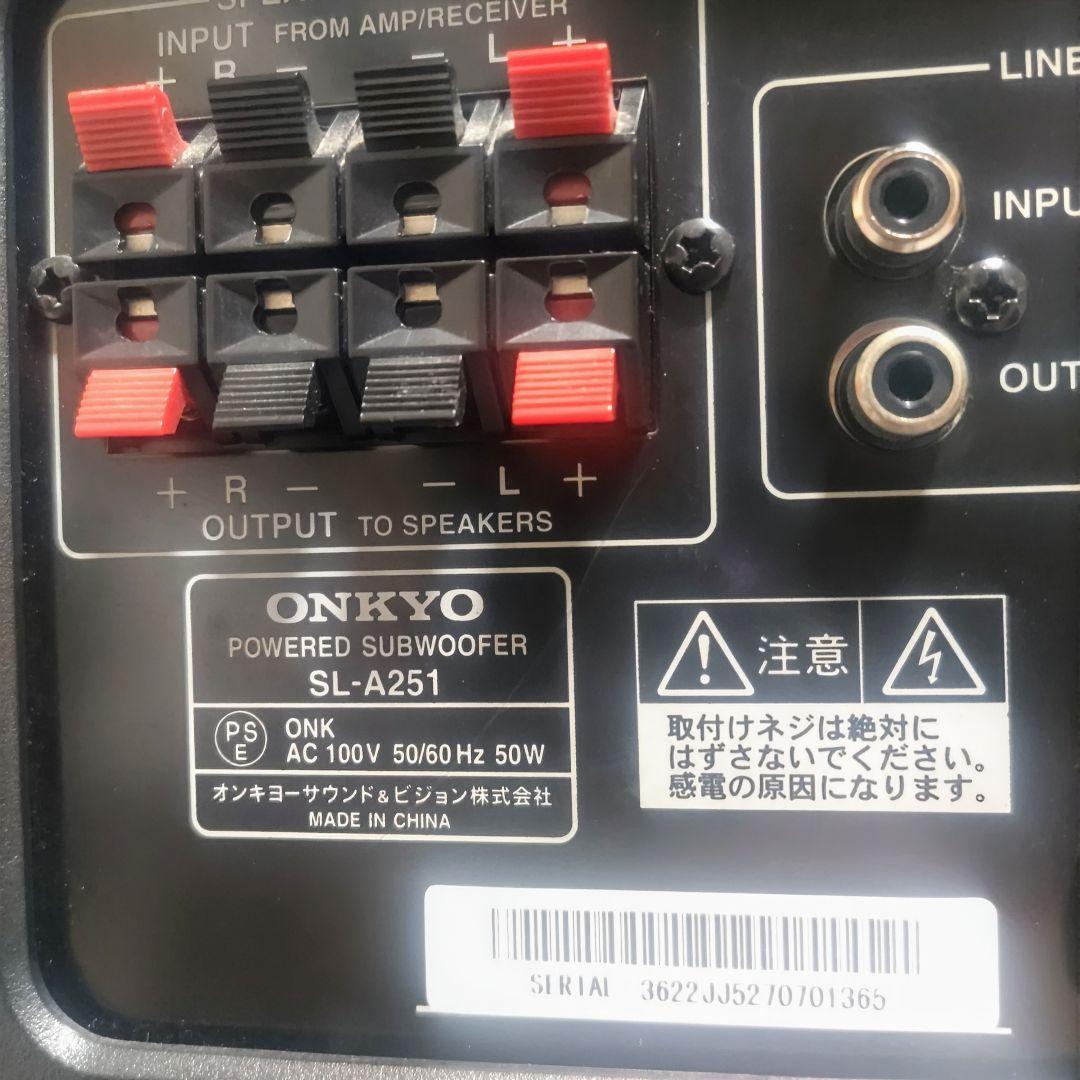 INPUT FROM AMP/RECEIVER
+ R − − L +
+ R − − L +
OUTPUT TO SPEAKERS
LINE
INPU
OUT
ONKYO
POWERED SUBWOOFER
SL-A251
PS
E
ONK
AC 100V 50/60Hz 50W
オンキヨーサウンド&ビジョン株式会社
MADE IN CHINA
注意
取付けネジは絶対に
はずさないでください。
感電の原因になります。
SERIAL 3622JJ5270701365